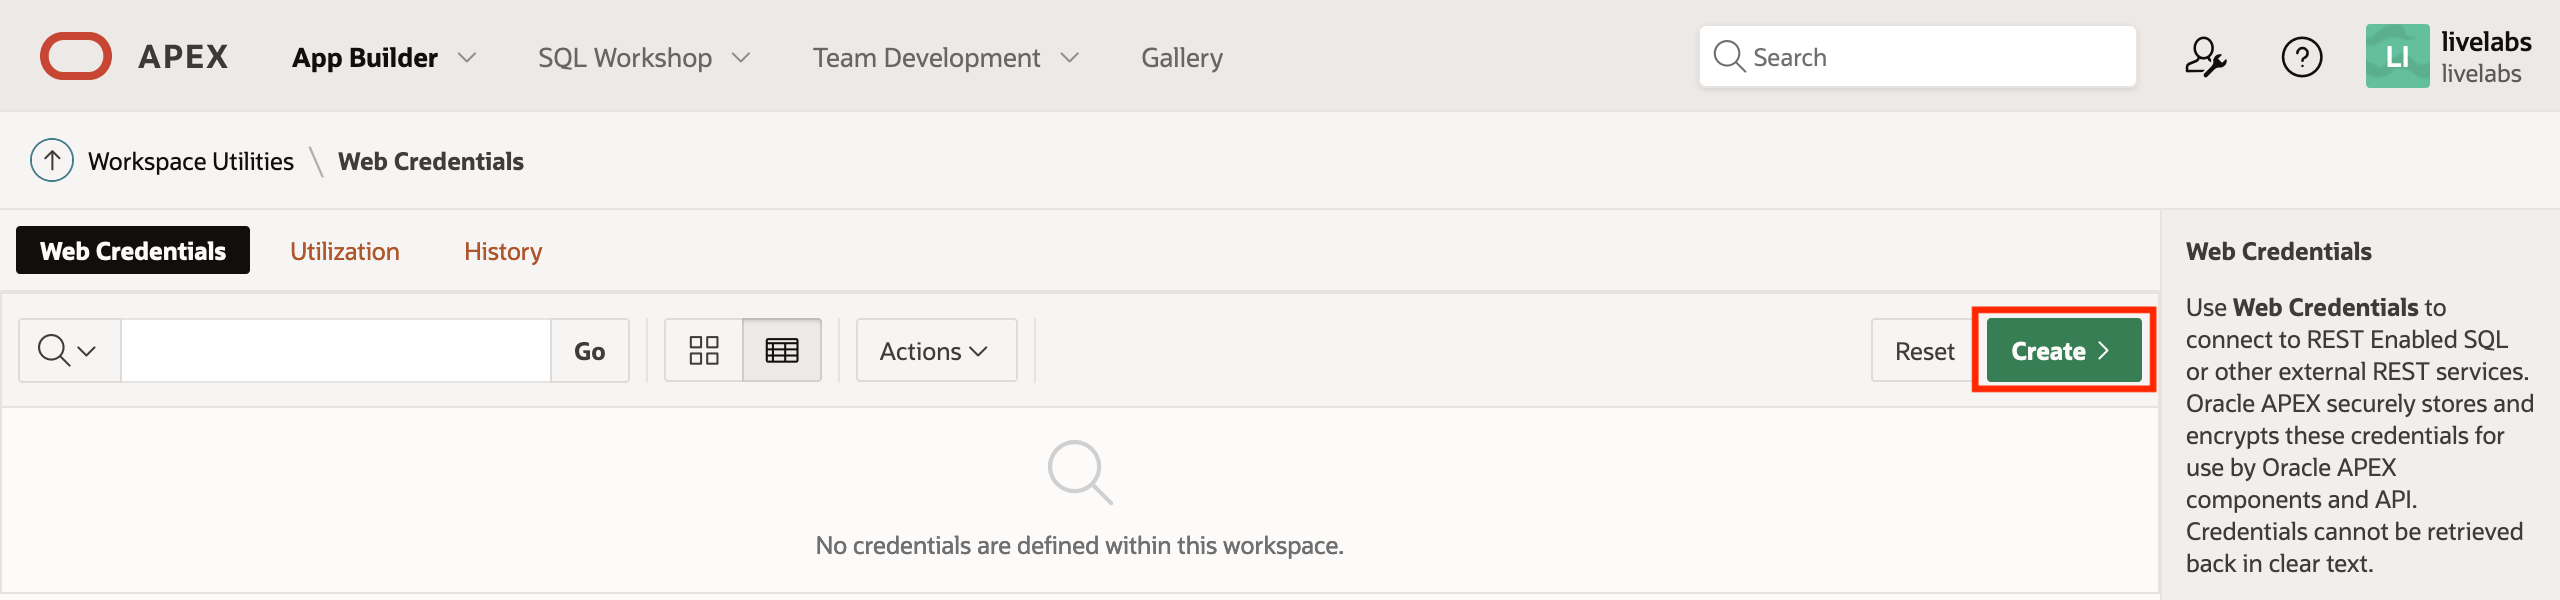 APEX
App Builder
SQL Workshop
Team Development
Gallery
Search
LI
livelabs
livelabs
Workspace Utilities \ Web Credentials
Web Credentials
Utilization
History
Go
Actions
Reset
Create
No credentials are defined within this workspace.
Web Credentials
Use Web Credentials to
connect to REST Enabled SQL
or other external REST services.
Oracle APEX securely stores and
encrypts these credentials for
use by Oracle APEX
components and API.
Credentials cannot be retrieved
back in clear text.